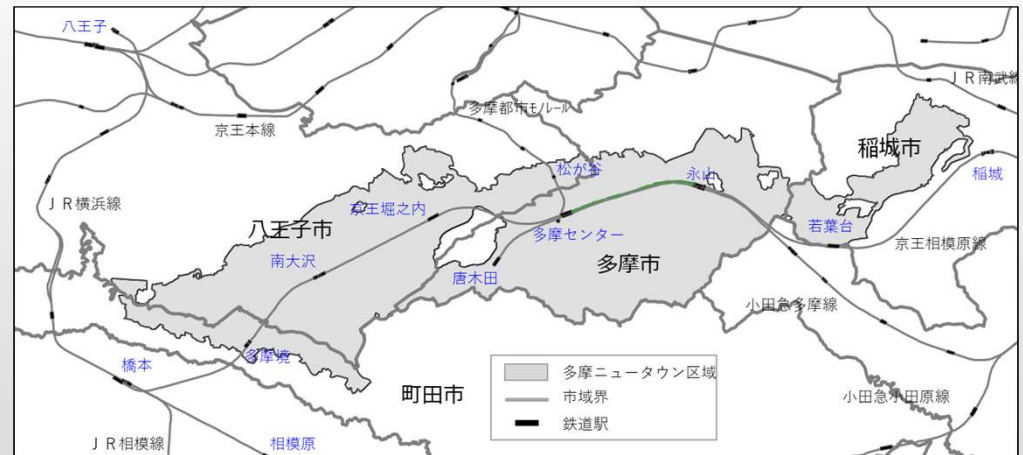 八王子
京王本線
多摩都市ﾓﾉﾚｰﾙ
ＪＲ南武線
稲城市
稲城
松が谷
永山
ＪＲ横浜線
京王堀之内
八王子市
若葉台
多摩センター
京王相模原線
南大沢
唐木田
多摩市
小田急多摩線
多摩境
橋本
町田市
多摩ニュータウン区域
市域界
鉄道駅
小田急小田原線
ＪＲ相模線
相模原